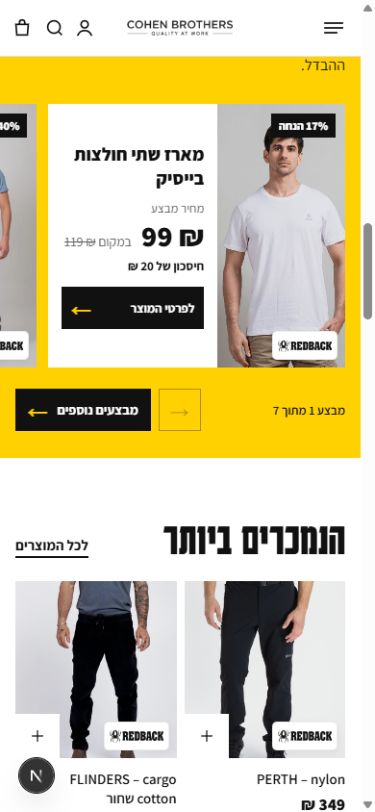 COHEN BROTHERS
QUALITY AT WORK
ההבדל.
17% הנחה
40%
מארז שתי חולצות
בייסיק
מחיר מבצע
99 ₪ במקום 119 ₪
חיסכון של 20 ₪
לפרטי המוצר
REDBACK
BACK
מבצע 1 מתוך 7
מבצעים נוספים
הנמכרים ביותר
לכל המוצרים
REDBACK
REDBACK
PERTH – nylon
349 ₪
FLINDERS – cargo
cotton שחור
N